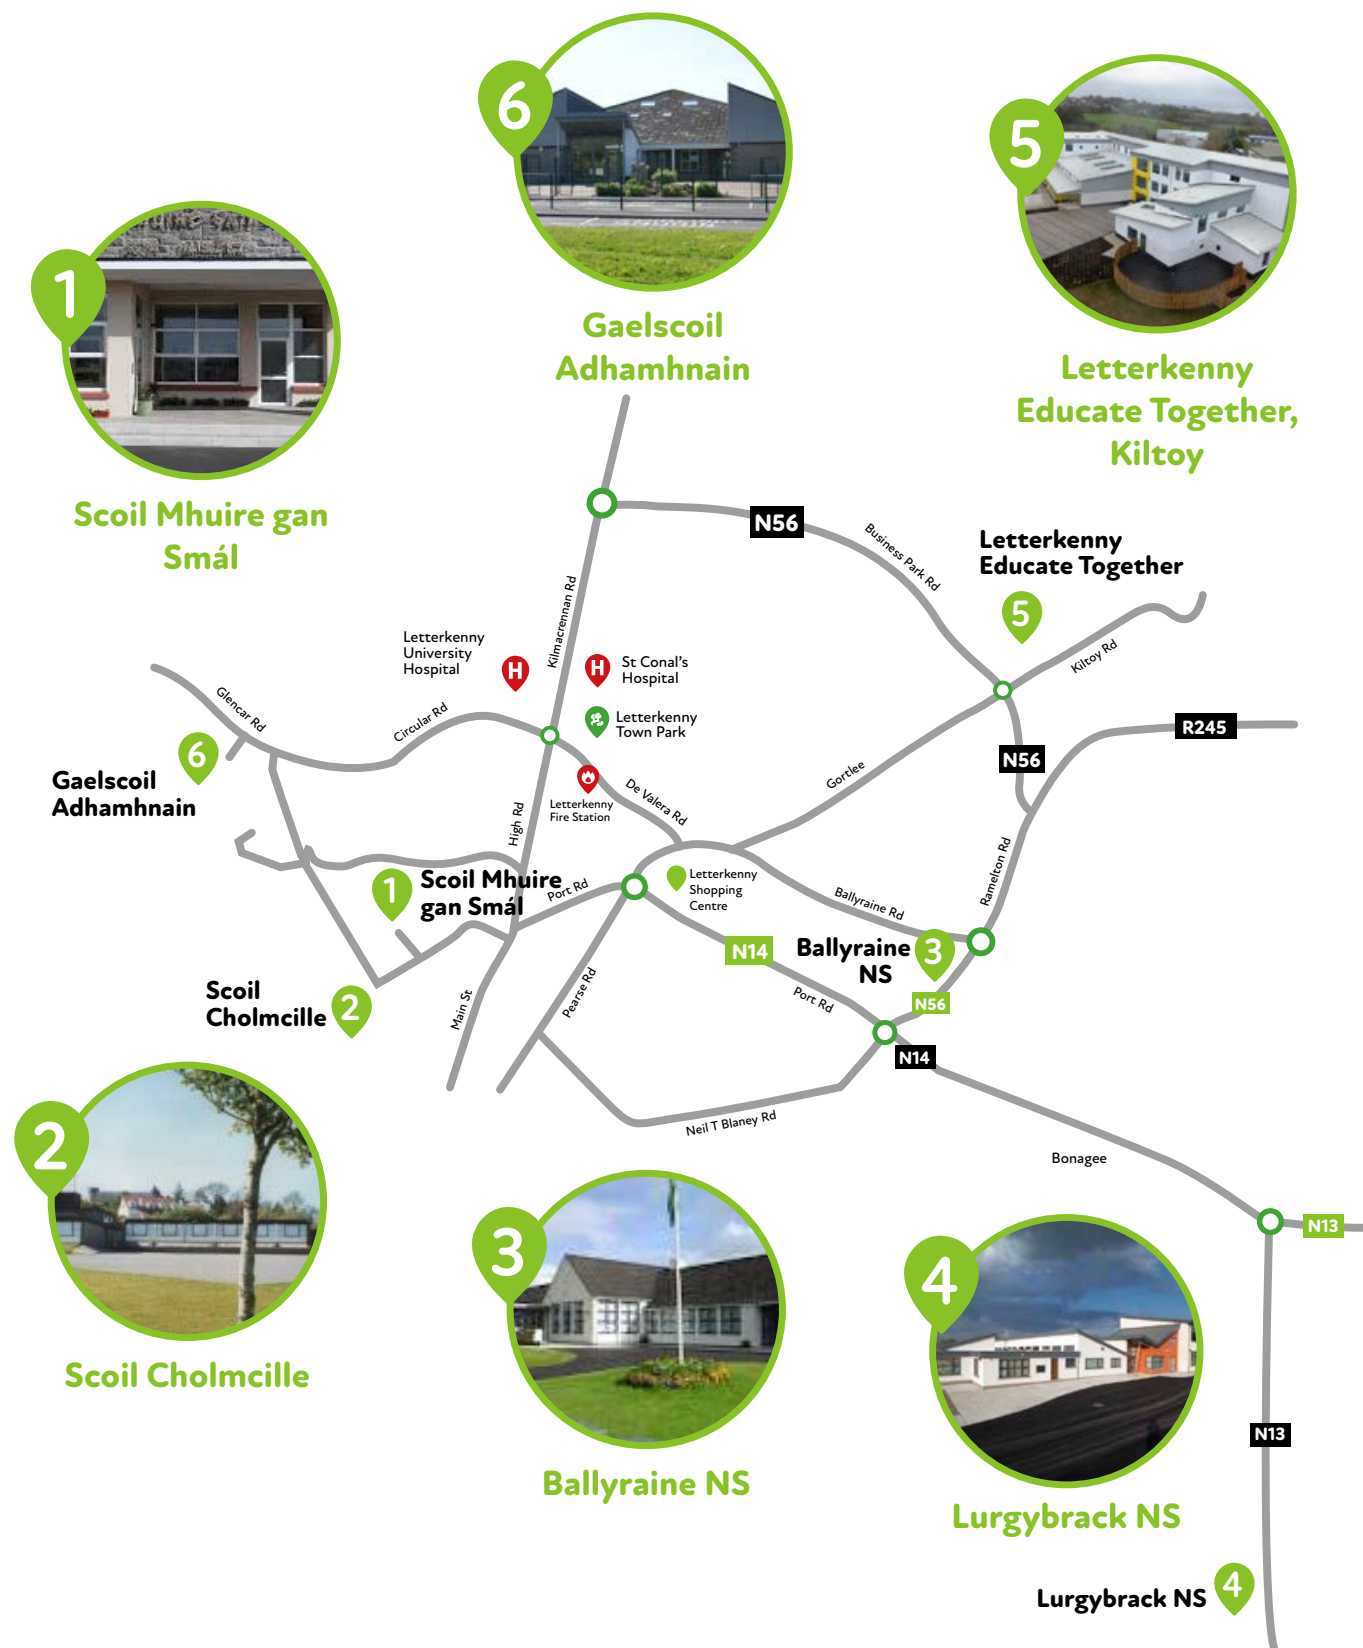 6
5
1
Gaelscoil
Adhamhnain
Letterkenny
Educate Together,
Kiltoy
Scoil Mhuire gan
Smál
N56
Business Park Rd
Letterkenny
Educate Together
5
Kilmacrennan Rd
Letterkenny
University
Hospital
H
H
St Conal's
Hospital
Kiltoy Rd
Glencar Rd
Circular Rd
Letterkenny
Town Park
R245
6
N56
Gaelscoil
Adhamhnain
Gortlee
Letterkenny
Fire Station
De Valera Rd
High Rd
Ramelton Rd
1
Scoil Mhuire
gan Smál
Port Rd
Letterkenny
Shopping
Centre
Ballyraine Rd
N14
Ballyraine
NS
3
Scoil
Cholmcille
2
Main St
Pearse Rd
Port Rd
N56
N14
Neil T Blaney Rd
Bonagee
2
3
4
N13
Scoil Cholmcille
N13
Ballyraine NS
Lurgybrack NS
Lurgybrack NS
4